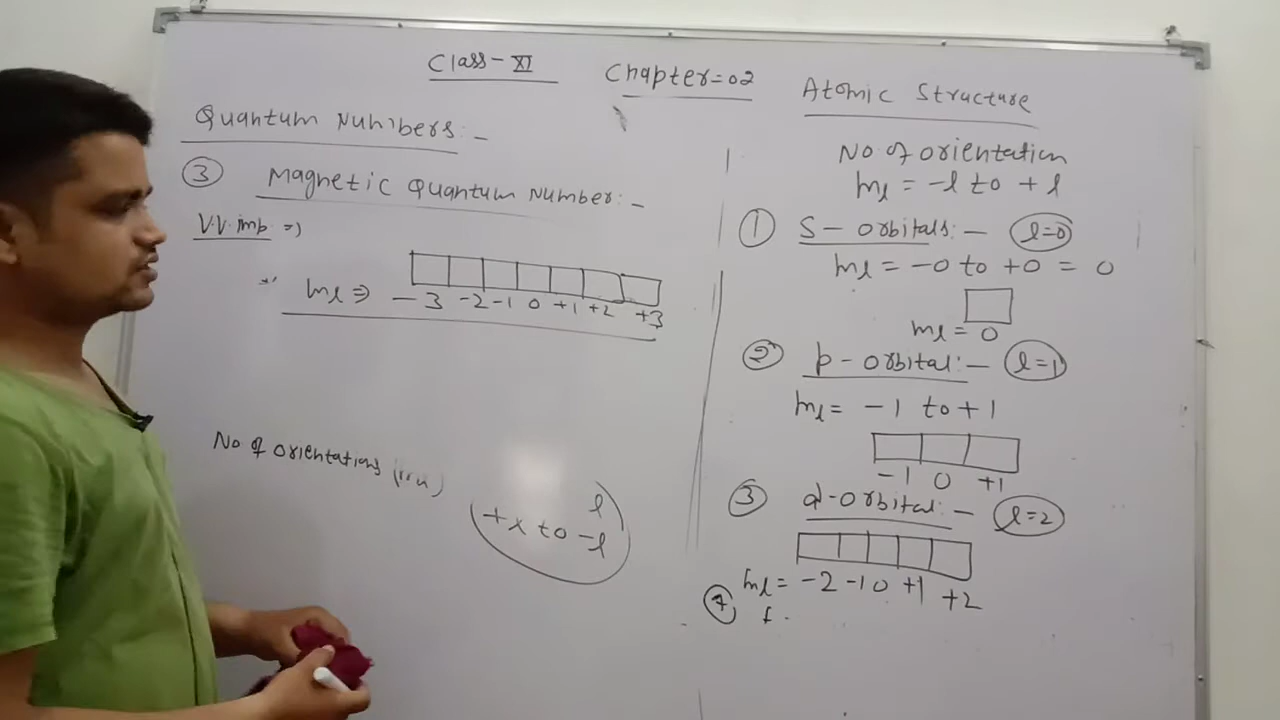 Class-XI Chapter=02 Atomic Structure
Quantum Numbers:-
③ Magnetic Quantum Number:-
V.V.imp =>
ml => -3 -2 -1 0 +1 +2 +3
No of orientations
l
+x to -l
No of orientation
ml = -l to + l
① S- orbitals:- l=0
ml = -0 to +0 = 0
ml = 0
② p- orbital:- l=1
ml = -1 to +1
-1 0 +1
③ d-orbital:- l=2
ml = -2 -1 0 +1 +2
④ f.